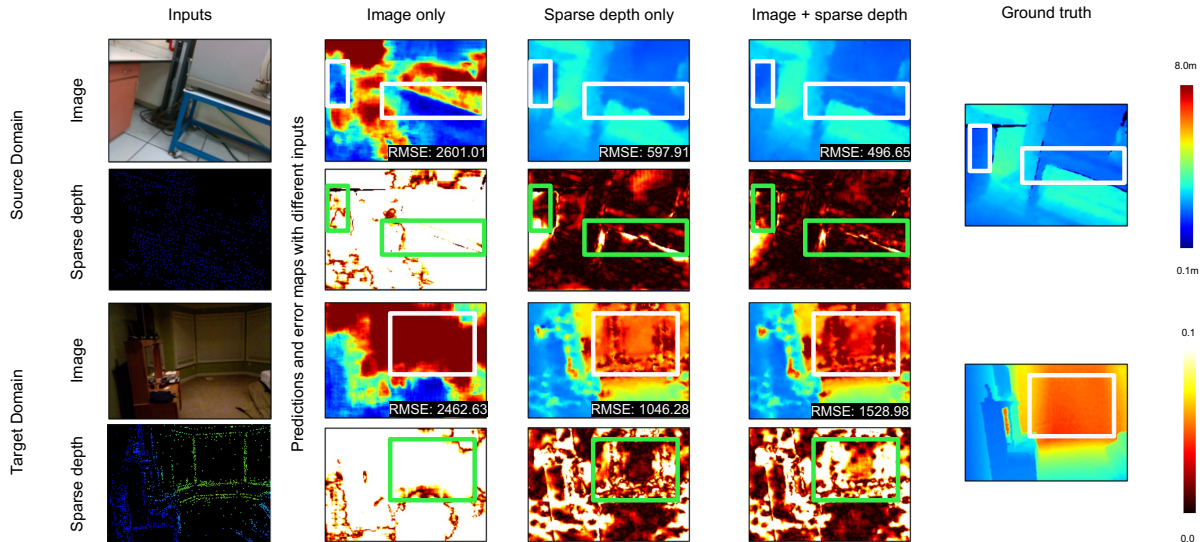 Inputs
Image only
Sparse depth only
Image + sparse depth
Ground truth
Source Domain
Image
Sparse depth
Target Domain
Image
Sparse depth
Predictions and error maps with different inputs
RMSE: 2601.01
RMSE: 597.91
RMSE: 496.65
RMSE: 2462.63
RMSE: 1046.28
RMSE: 1528.98
8.0m
0.1m
0.1
0.0